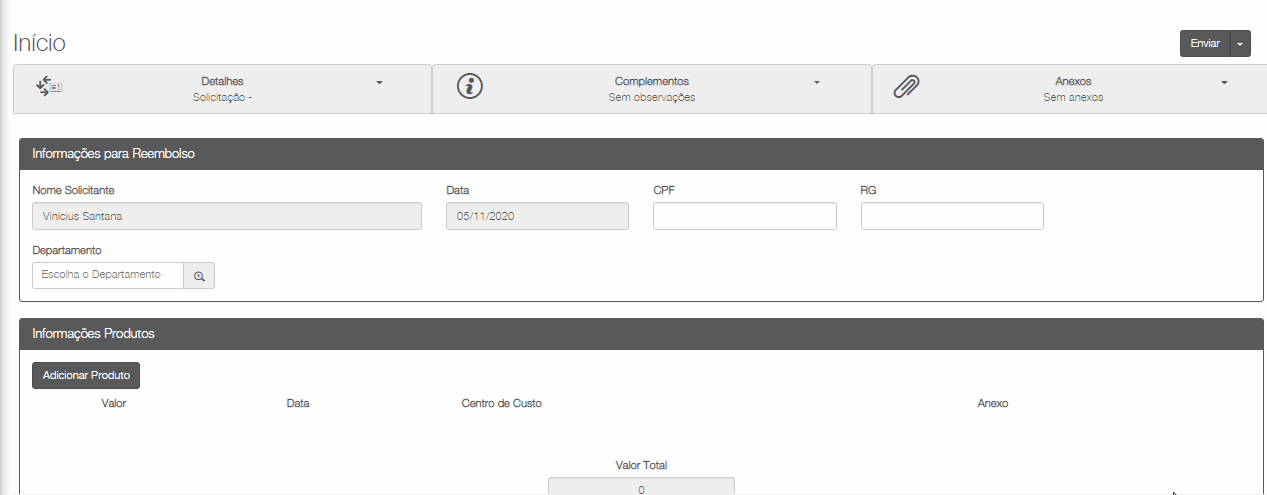 Início
Enviar
Detalhes
Solicitação -
Complementos
Sem observações
Anexos
Sem anexos
Informações para Reembolso
Nome Solicitante Data CPF RG
Vinícius Santana 05/11/2020
Departamento
Escolha o Departamento
Informações Produtos
Adicionar Produto
Valor Data Centro de Custo Anexo
Valor Total
0